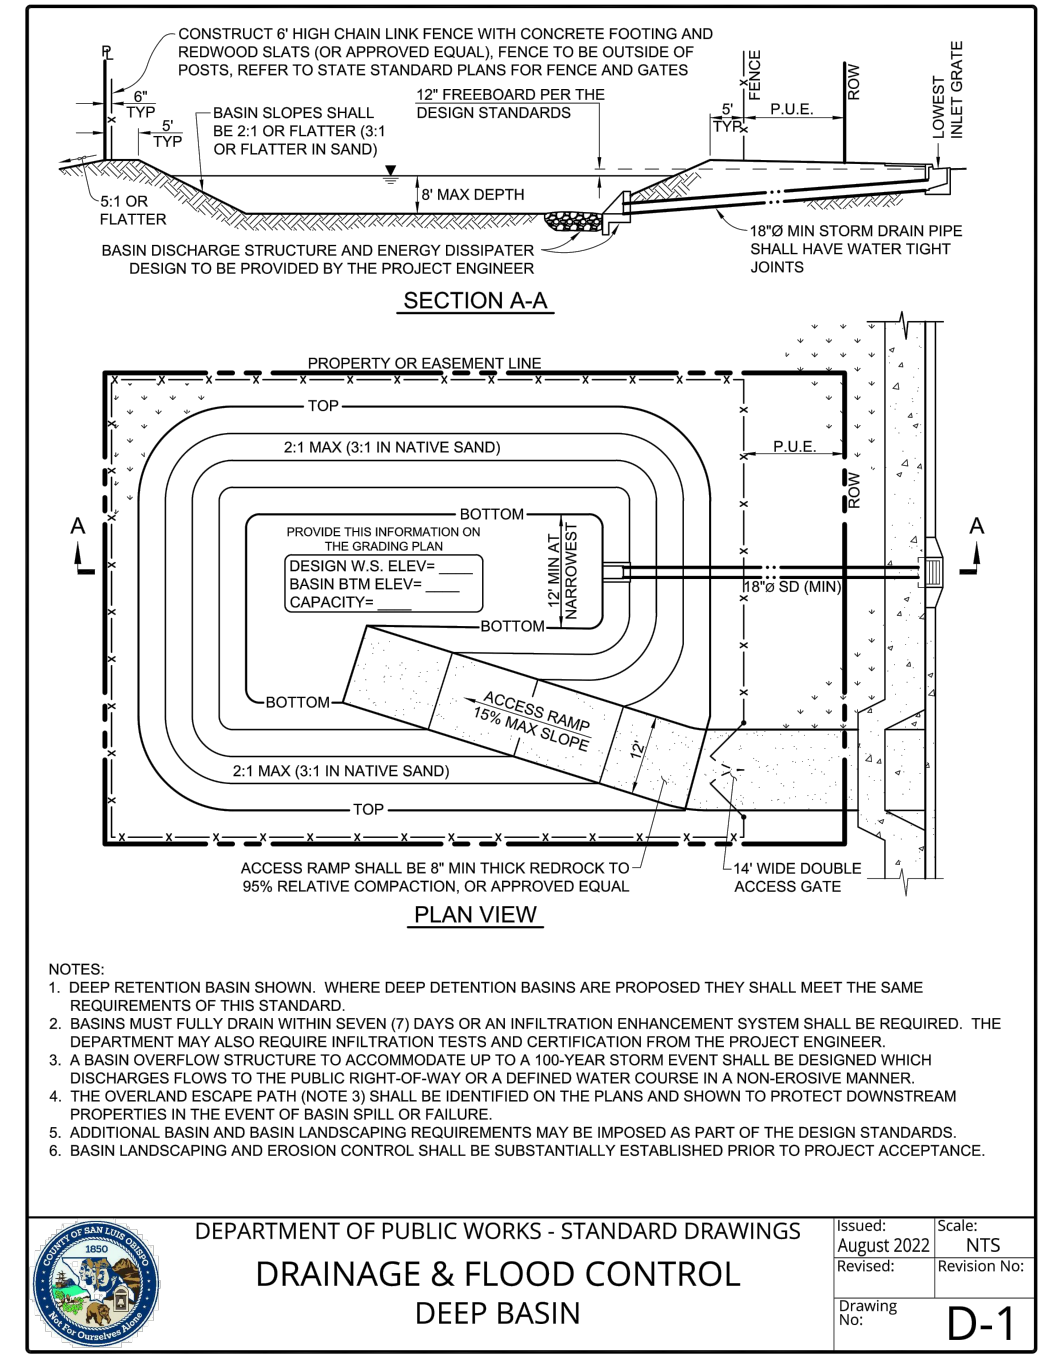 CONSTRUCT 6' HIGH CHAIN LINK FENCE WITH CONCRETE FOOTING AND
REDWOOD SLATS (OR APPROVED EQUAL), FENCE TO BE OUTSIDE OF
POSTS, REFER TO STATE STANDARD PLANS FOR FENCE AND GATES
PL
6"
TYP
5'
TYP
BASIN SLOPES SHALL
BE 2:1 OR FLATTER (3:1
OR FLATTER IN SAND)
12" FREEBOARD PER THE
DESIGN STANDARDS
5'
TYP
FENCE
P.U.E.
ROW
LOWEST
INLET GRATE
5:1 OR
FLATTER
8' MAX DEPTH
BASIN DISCHARGE STRUCTURE AND ENERGY DISSIPATER
DESIGN TO BE PROVIDED BY THE PROJECT ENGINEER
18"Ø MIN STORM DRAIN PIPE
SHALL HAVE WATER TIGHT
JOINTS
SECTION A-A
PROPERTY OR EASEMENT LINE
TOP
2:1 MAX (3:1 IN NATIVE SAND)
P.U.E.
ROW
A
A
BOTTOM
PROVIDE THIS INFORMATION ON
THE GRADING PLAN
DESIGN W.S. ELEV= ____
BASIN BTM ELEV= ____
CAPACITY= ____
12' MIN AT
NARROWEST
18"Ø SD (MIN)
BOTTOM
BOTTOM
ACCESS RAMP
15% MAX SLOPE
12'
2:1 MAX (3:1 IN NATIVE SAND)
TOP
ACCESS RAMP SHALL BE 8" MIN THICK REDROCK TO
95% RELATIVE COMPACTION, OR APPROVED EQUAL
14' WIDE DOUBLE
ACCESS GATE
PLAN VIEW
NOTES:
1. DEEP RETENTION BASIN SHOWN. WHERE DEEP DETENTION BASINS ARE PROPOSED THEY SHALL MEET THE SAME
REQUIREMENTS OF THIS STANDARD.
2. BASINS MUST FULLY DRAIN WITHIN SEVEN (7) DAYS OR AN INFILTRATION ENHANCEMENT SYSTEM SHALL BE REQUIRED. THE
DEPARTMENT MAY ALSO REQUIRE INFILTRATION TESTS AND CERTIFICATION FROM THE PROJECT ENGINEER.
3. A BASIN OVERFLOW STRUCTURE TO ACCOMMODATE UP TO A 100-YEAR STORM EVENT SHALL BE DESIGNED WHICH
DISCHARGES FLOWS TO THE PUBLIC RIGHT-OF-WAY OR A DEFINED WATER COURSE IN A NON-EROSIVE MANNER.
4. THE OVERLAND ESCAPE PATH (NOTE 3) SHALL BE IDENTIFIED ON THE PLANS AND SHOWN TO PROTECT DOWNSTREAM
PROPERTIES IN THE EVENT OF BASIN SPILL OR FAILURE.
5. ADDITIONAL BASIN AND BASIN LANDSCAPING REQUIREMENTS MAY BE IMPOSED AS PART OF THE DESIGN STANDARDS.
6. BASIN LANDSCAPING AND EROSION CONTROL SHALL BE SUBSTANTIALLY ESTABLISHED PRIOR TO PROJECT ACCEPTANCE.
COUNTY OF SAN LUIS OBISPO
1850
Not For Ourselves Alone
DEPARTMENT OF PUBLIC WORKS - STANDARD DRAWINGS
DRAINAGE & FLOOD CONTROL
DEEP BASIN
Issued:
August 2022
Scale:
NTS
Revised:
Revision No:
Drawing
No:
D-1